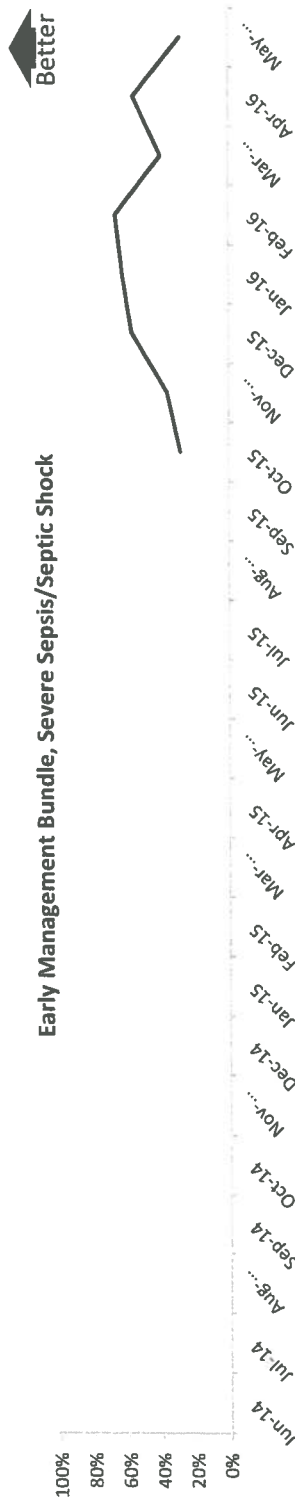 Early Management Bundle, Severe Sepsis/Septic Shock
Better
100%
80%
60%
40%
20%
0%
Jun-14
Jul-14
Aug-...
Sep-14
Oct-14
Nov-...
Dec-14
Jan-15
Feb-15
Mar-...
Apr-15
May-...
Jun-15
Jul-15
Aug-...
Sep-15
Oct-15
Nov-...
Dec-15
Jan-16
Feb-16
Mar-...
Apr-16
May-...